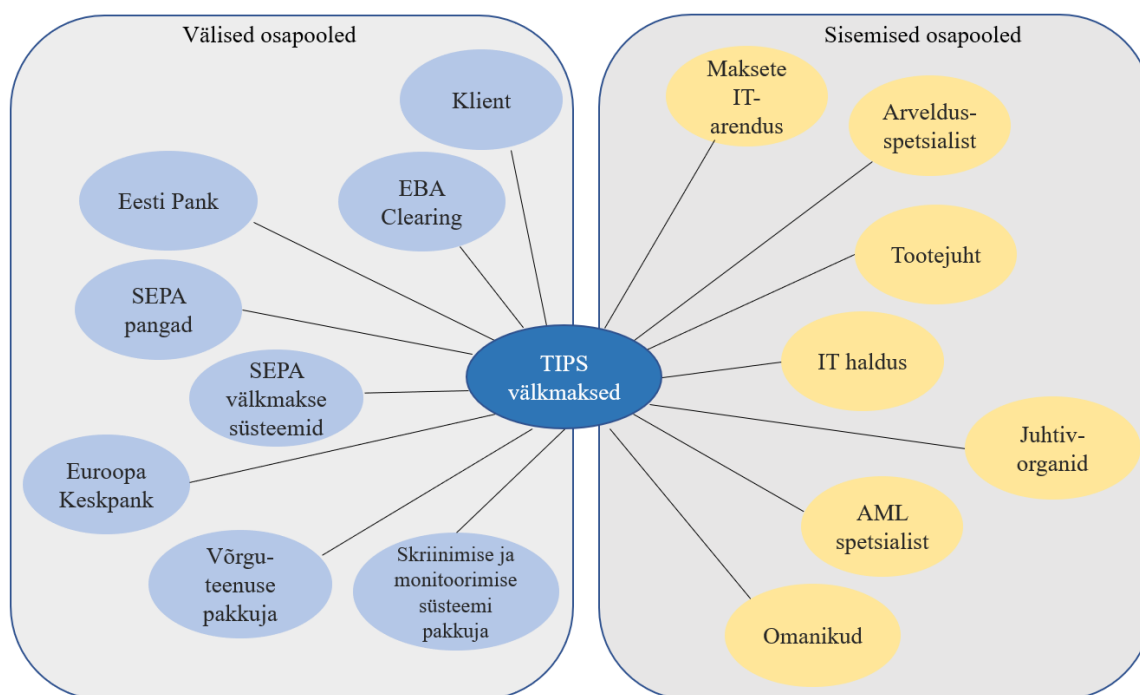 Välised osapooled
Klient
EBA
Clearing
Eesti Pank
SEPA
pangad
SEPA
välkmakse
süsteemid
Euroopa
Keskpank
Võrgu-
teenuse
pakkuja
Skriinimise ja
monitoorimise
süsteemi
pakkuja
TIPS
välkmaksed
Sisemised osapooled
Maksete
IT-
arendus
Arveldus-
spetsialist
Tootejuht
IT haldus
Juhtiv-
organid
AML
spetsialist
Omanikud